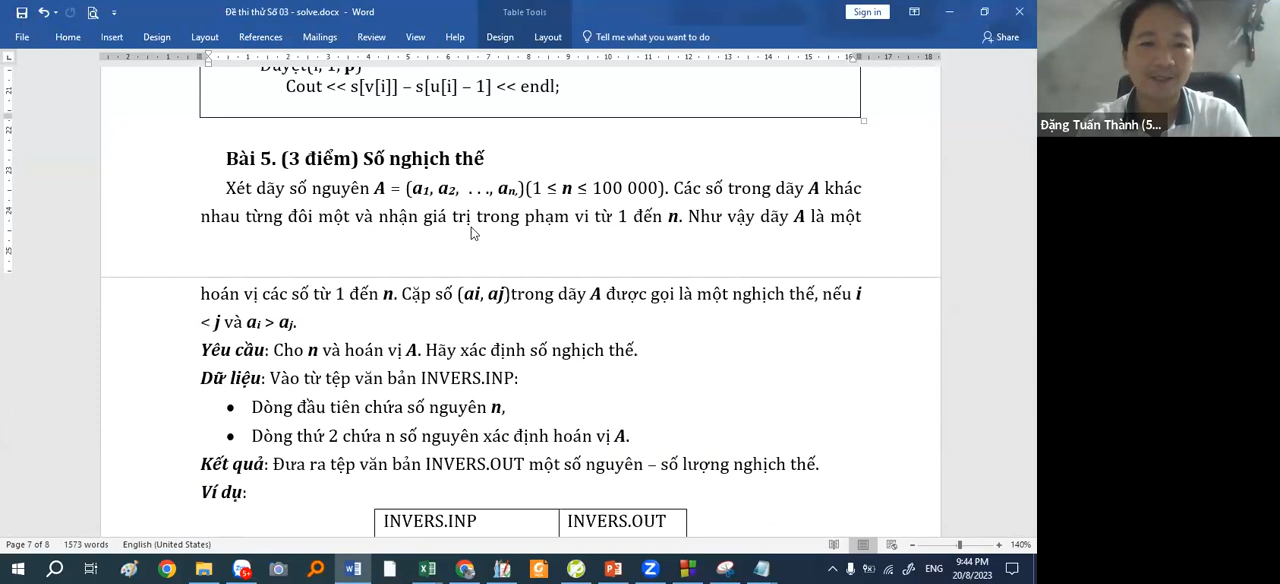 Đề thi thử Số 03 - solve.docx - Word
Table Tools
Sign in
File Home Insert Design Layout References Mailings Review View Help Design Layout Tell me what you want to do Share
Duyệt(i, 1, p)
Cout << s[v[i]] – s[u[i] – 1] << endl;
Đặng Tuấn Thành (5...
Bài 5. (3 điểm) Số nghịch thế
Xét dãy số nguyên A = (a1, a2, . . ., an,)(1 ≤ n ≤ 100 000). Các số trong dãy A khác
nhau từng đôi một và nhận giá trị trong phạm vi từ 1 đến n. Như vậy dãy A là một
hoán vị các số từ 1 đến n. Cặp số (ai, aj)trong dãy A được gọi là một nghịch thế, nếu i
< j và ai > aj.
Yêu cầu: Cho n và hoán vị A. Hãy xác định số nghịch thế.
Dữ liệu: Vào từ tệp văn bản INVERS.INP:
• Dòng đầu tiên chứa số nguyên n,
• Dòng thứ 2 chứa n số nguyên xác định hoán vị A.
Kết quả: Đưa ra tệp văn bản INVERS.OUT một số nguyên – số lượng nghịch thế.
Ví dụ:
INVERS.INP INVERS.OUT
Page 7 of 8 1573 words English (United States) 140%
ENG 9:44 PM
20/8/2023